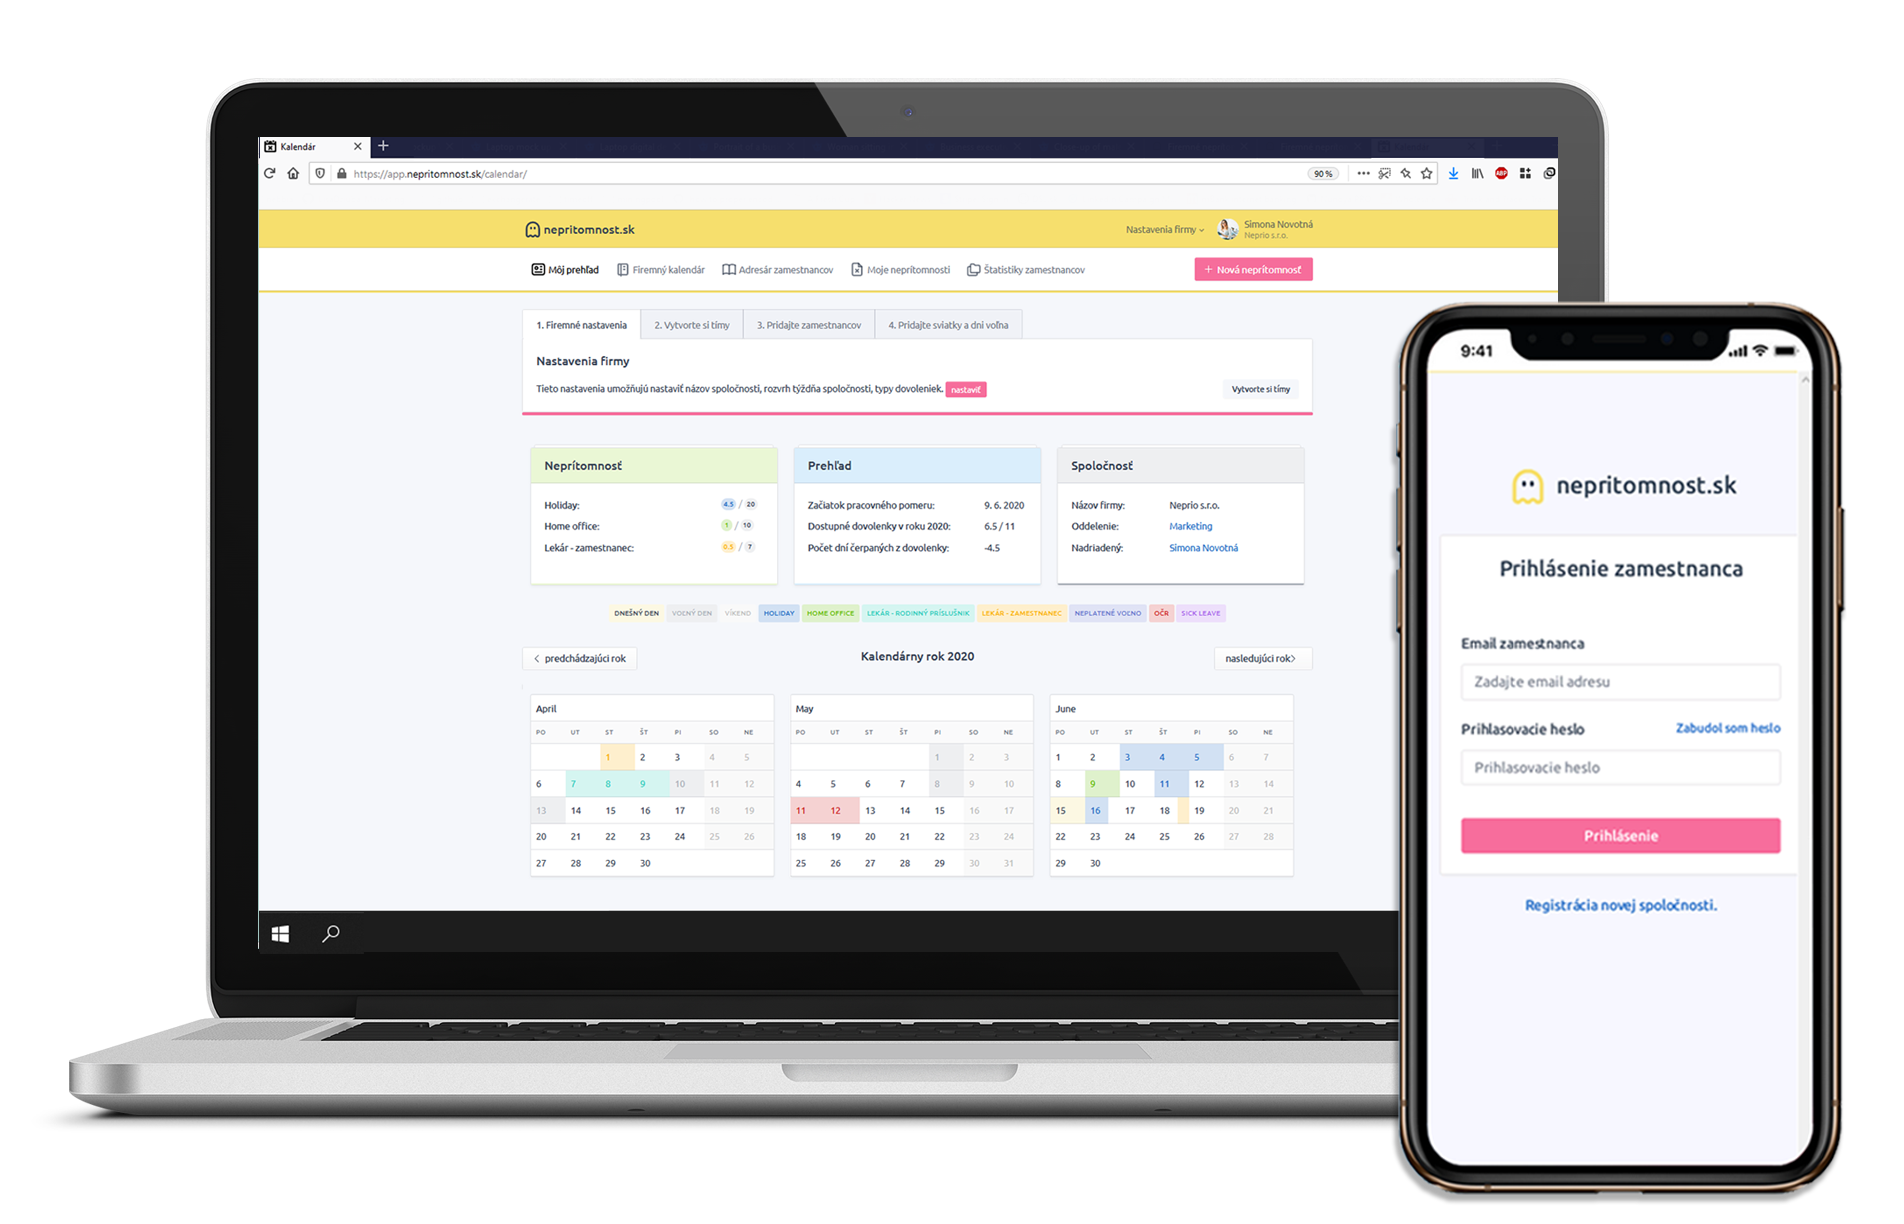 Kalendár
https://app.nepritomnost.sk/calendar/
90 %
ABP
nepritomnost.sk
Nastavenia firmy
Simona Novotná
Neprio s.r.o.
Môj prehľad
Firemný kalendár
Adresár zamestnancov
Moje neprítomnosti
Štatistiky zamestnancov
+ Nová neprítomnosť
1. Firemné nastavenia
2. Vytvorte si tímy
3. Pridajte zamestnancov
4. Pridajte sviatky a dni voľna
Nastavenia firmy
Tieto nastavenia umožňujú nastaviť názov spoločnosti, rozvrh týždňa spoločnosti, typy dovoleniek. nastaviť
Vytvorte si tímy
Neprítomnosť
Holiday: 4.5 / 20
Home office: 1 / 10
Lekár - zamestnanec: 0.5 / 7
Prehľad
Začiatok pracovného pomeru: 9. 6. 2020
Dostupné dovolenky v roku 2020: 6.5 / 11
Počet dní čerpaných z dovolenky: -4.5
Spoločnosť
Názov firmy: Neprio s.r.o.
Oddelenie: Marketing
Nadriadený: Simona Novotná
DNEŠNÝ DEN VOĽNÝ DEN VÍKEND HOLIDAY HOME OFFICE LEKÁR - RODINNÝ PRÍSLUŠNIK LEKÁR - ZAMESTNANEC NEPLATENÉ VOĽNO OČR SICK LEAVE
< predchádzajúci rok
Kalendárny rok 2020
nasledujúci rok>
April
PO UT ST ŠT PI SO NE
1 2 3 4 5
6 7 8 9 10 11 12
13 14 15 16 17 18 19
20 21 22 23 24 25 26
27 28 29 30
May
PO UT ST ŠT PI SO NE
1 2 3
4 5 6 7 8 9 10
11 12 13 14 15 16 17
18 19 20 21 22 23 24
25 26 27 28 29 30 31
June
PO UT ST ŠT PI SO NE
1 2 3 4 5 6 7
8 9 10 11 12 13 14
15 16 17 18 19 20 21
22 23 24 25 26 27 28
29 30
9:41
nepritomnost.sk
Prihlásenie zamestnanca
Email zamestnanca
Zadajte email adresu
Prihlasovacie heslo
Zabudol som heslo
Prihlasovacie heslo
Prihlásenie
Registrácia novej spoločnosti.